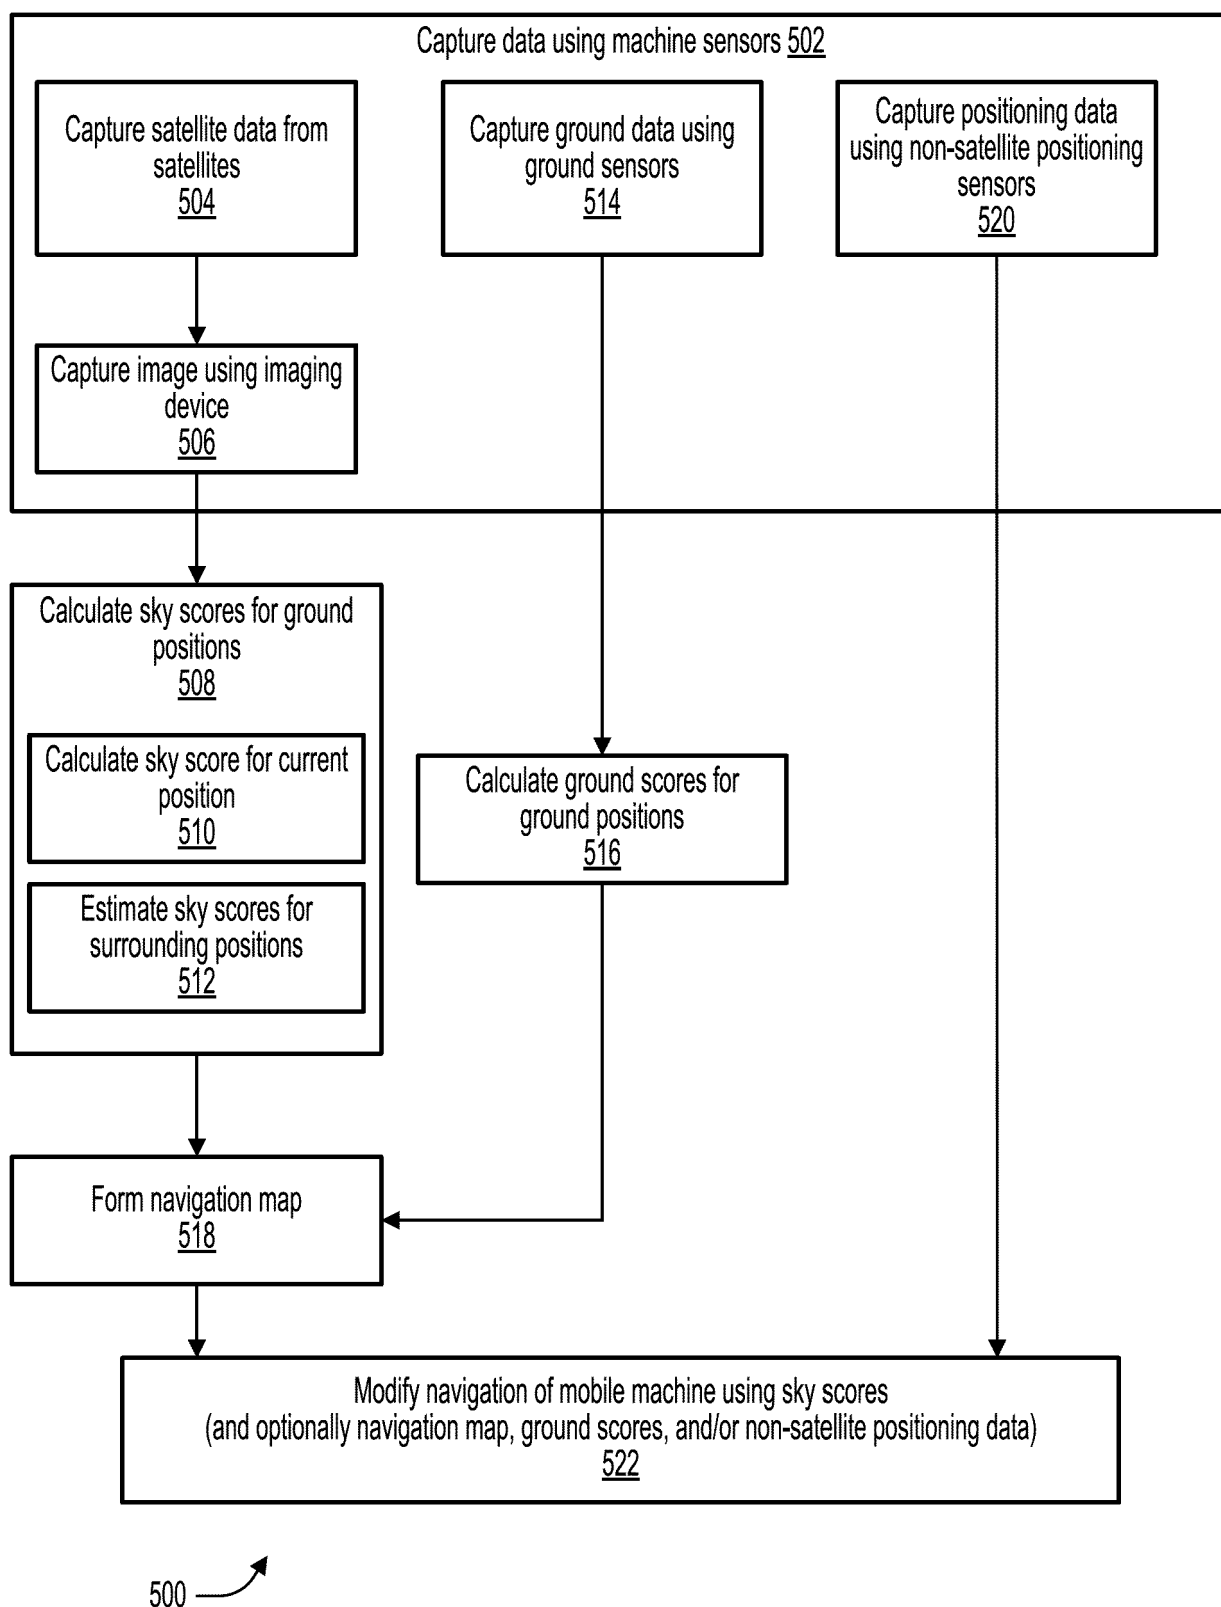 Capture data using machine sensors 502
Capture satellite data from
satellites
504
Capture ground data using
ground sensors
514
Capture positioning data
using non-satellite positioning
sensors
520
Capture image using imaging
device
506
Calculate sky scores for ground
positions
508
Calculate sky score for current
position
510
Estimate sky scores for
surrounding positions
512
Calculate ground scores for
ground positions
516
Form navigation map
518
Modify navigation of mobile machine using sky scores
(and optionally navigation map, ground scores, and/or non-satellite positioning data)
522
500